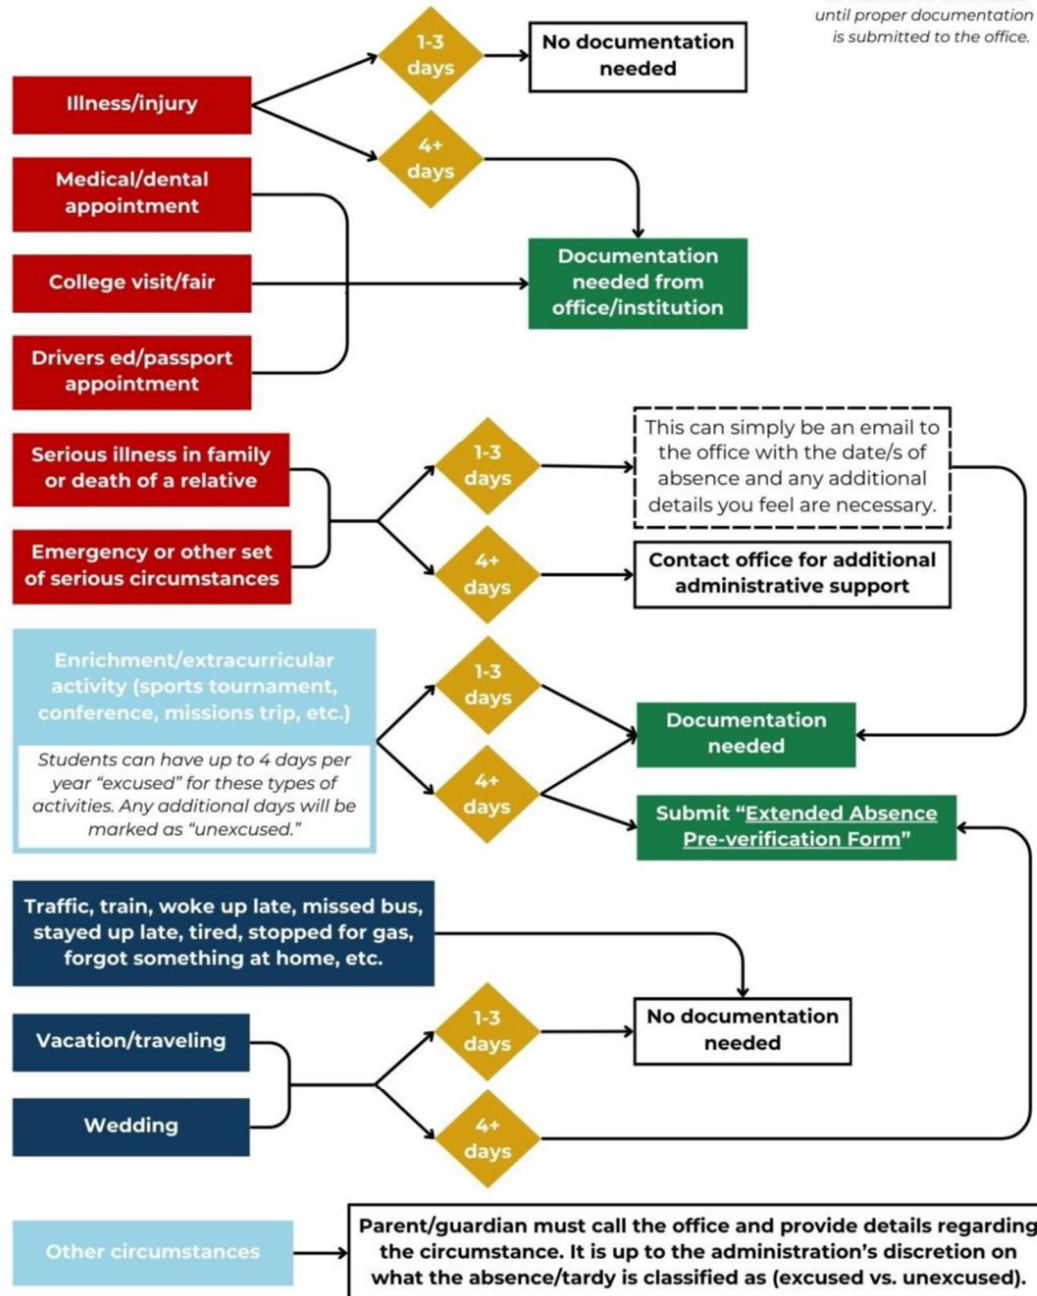 until proper documentation
is submitted to the office.
1-3
days
No documentation
needed
Illness/injury
4+
days
Medical/dental
appointment
College visit/fair
Documentation
needed from
office/institution
Drivers ed/passport
appointment
Serious illness in family
or death of a relative
1-3
days
This can simply be an email to
the office with the date/s of
absence and any additional
details you feel are necessary.
Emergency or other set
of serious circumstances
4+
days
Contact office for additional
administrative support
Enrichment/extracurricular
activity (sports tournament,
conference, missions trip, etc.)
Students can have up to 4 days per
year “excused” for these types of
activities. Any additional days will be
marked as “unexcused.”
1-3
days
Documentation
needed
4+
days
Submit “Extended Absence
Pre-verification Form”
Traffic, train, woke up late, missed bus,
stayed up late, tired, stopped for gas,
forgot something at home, etc.
Vacation/traveling
1-3
days
No documentation
needed
Wedding
4+
days
Other circumstances
Parent/guardian must call the office and provide details regarding
the circumstance. It is up to the administration’s discretion on
what the absence/tardy is classified as (excused vs. unexcused).